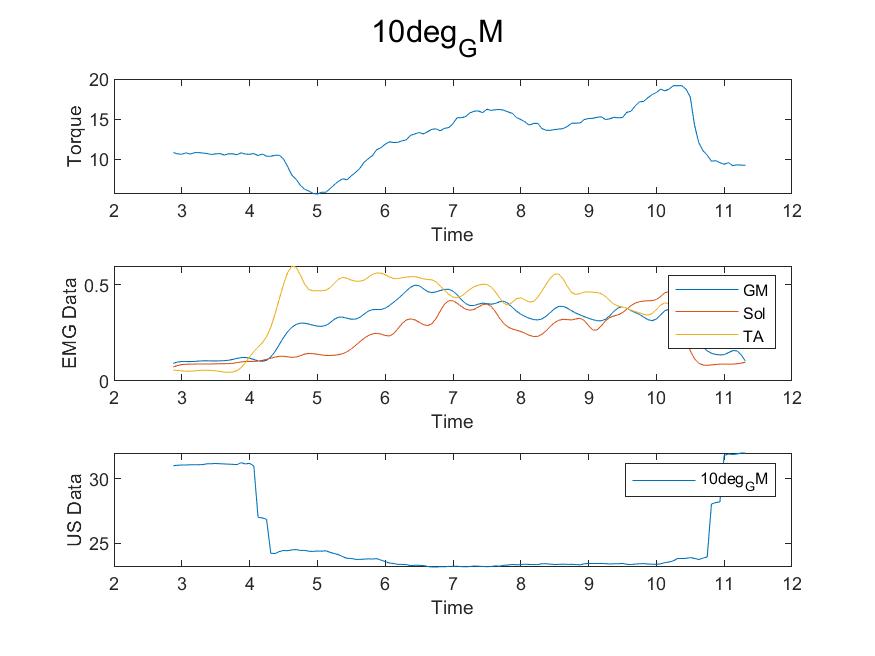 10deg_GM
20
15
10
Torque
2 3 4 5 6 7 8 9 10 11 12
Time
0.5
0
EMG Data
GM
Sol
TA
2 3 4 5 6 7 8 9 10 11 12
Time
30
25
US Data
10deg_GM
2 3 4 5 6 7 8 9 10 11 12
Time